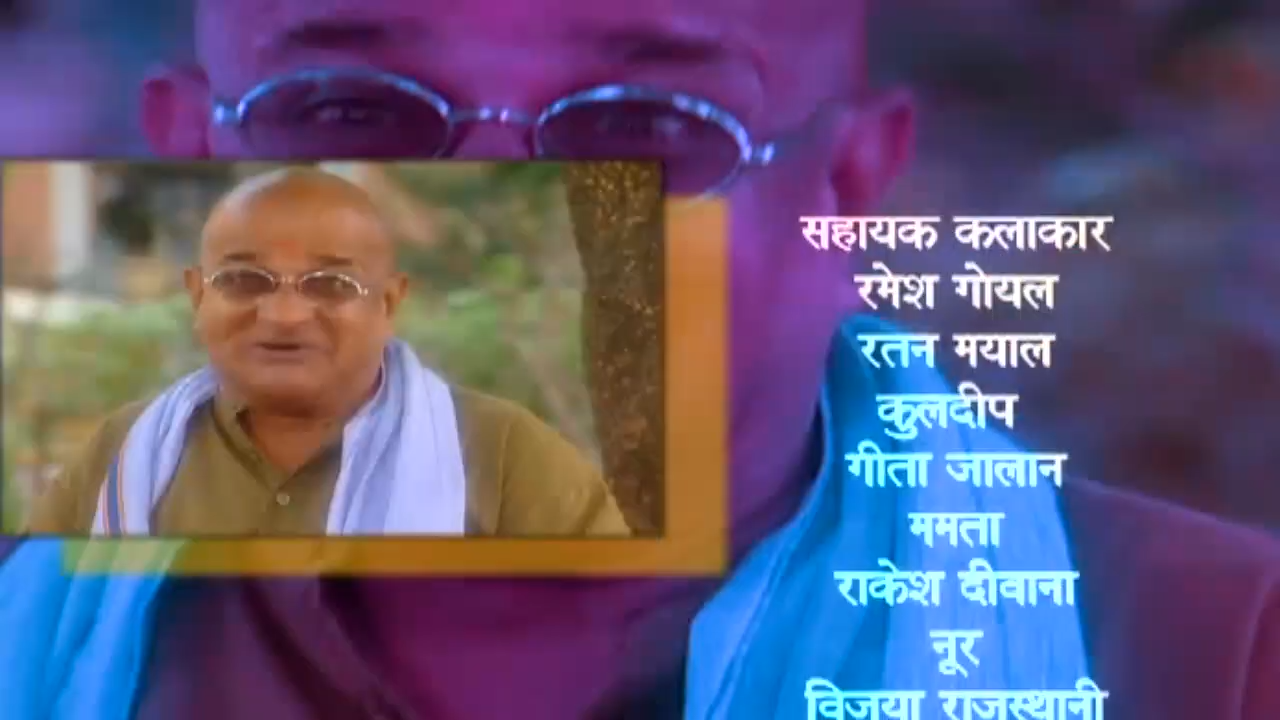 सहायक कलाकार
रमेश गोयल
रतन मयाल
कुलदीप
गीता जालान
ममता
राकेश दीवाना
नूर
विजया राजस्थानी